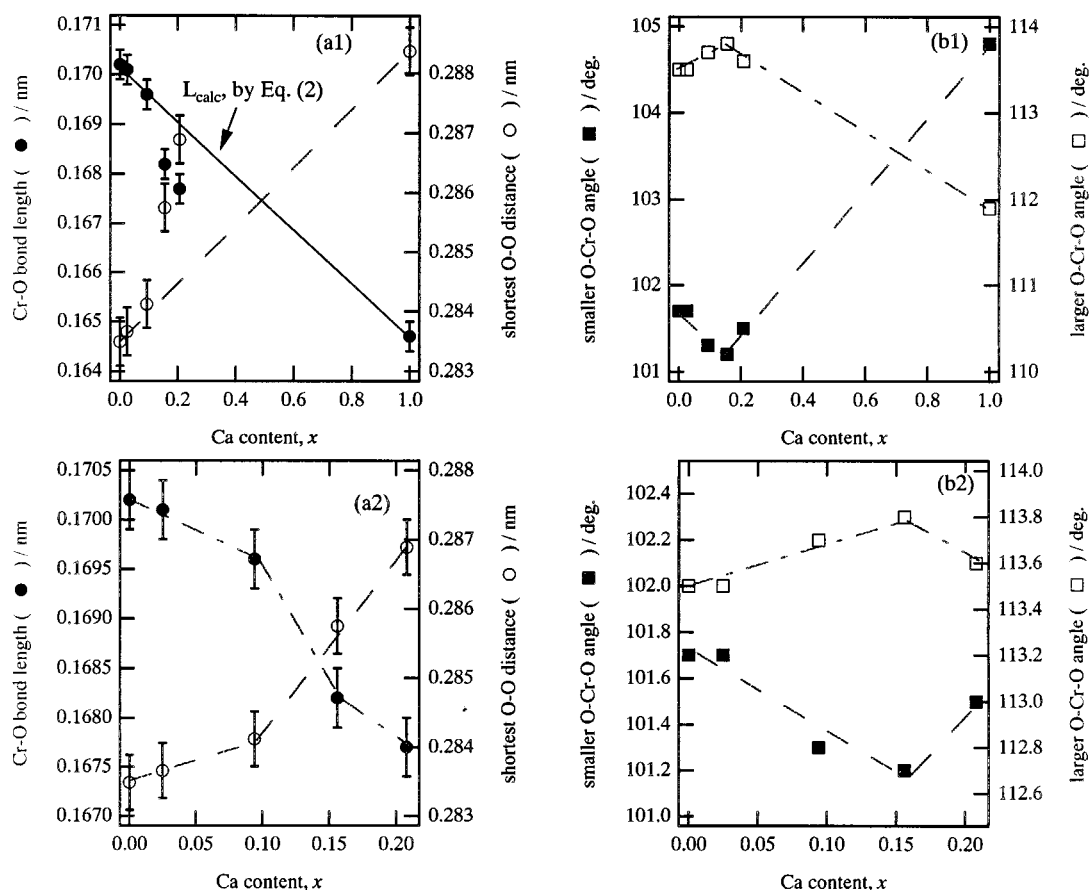 0.171
0.170
0.169
0.168
0.167
0.166
0.165
0.164
Cr-O bond length ( ● ) / nm
(a1)
L_calc, by Eq. (2)
0.288
0.287
0.286
0.285
0.284
0.283
shortest O-O distance ( ○ ) / nm
0.0 0.2 0.4 0.6 0.8 1.0
Ca content, x
105
104
103
102
101
smaller O-Cr-O angle ( ■ ) / deg.
(b1)
114
113
112
111
110
larger O-Cr-O angle ( □ ) / deg.
0.0 0.2 0.4 0.6 0.8 1.0
Ca content, x
0.1705
0.1700
0.1695
0.1690
0.1685
0.1680
0.1675
0.1670
Cr-O bond length ( ● ) / nm
(a2)
0.288
0.287
0.286
0.285
0.284
0.283
shortest O-O distance ( ○ ) / nm
0.00 0.05 0.10 0.15 0.20
Ca content, x
102.4
102.2
102.0
101.8
101.6
101.4
101.2
101.0
smaller O-Cr-O angle ( ■ ) / deg.
(b2)
114.0
113.8
113.6
113.4
113.2
113.0
112.8
112.6
larger O-Cr-O angle ( □ ) / deg.
0.00 0.05 0.10 0.15 0.20
Ca content, x